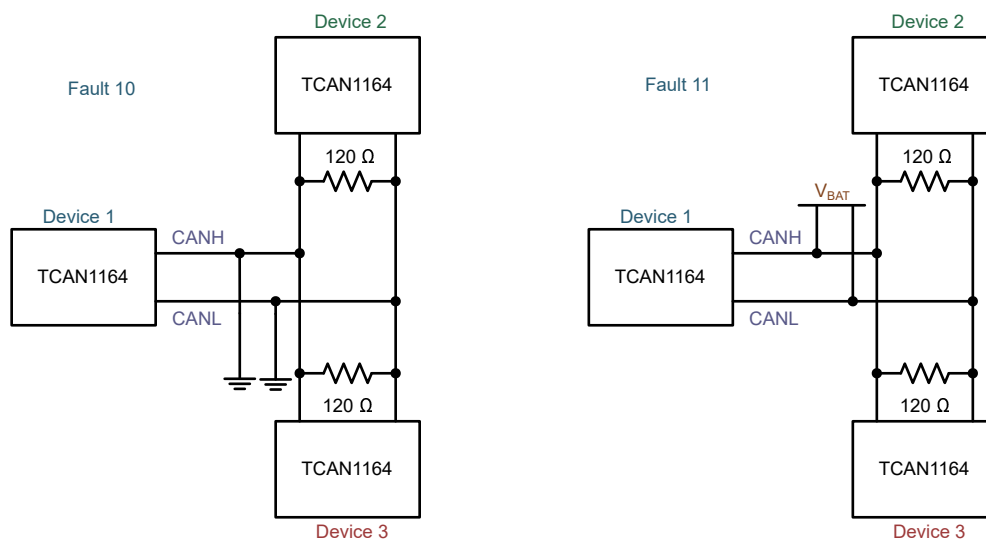 Device 2
TCAN1164
Fault 10
120 Ω
Device 1
TCAN1164
CANH
CANL
120 Ω
TCAN1164
Device 3
Device 2
TCAN1164
Fault 11
120 Ω
VBAT
Device 1
TCAN1164
CANH
CANL
120 Ω
TCAN1164
Device 3